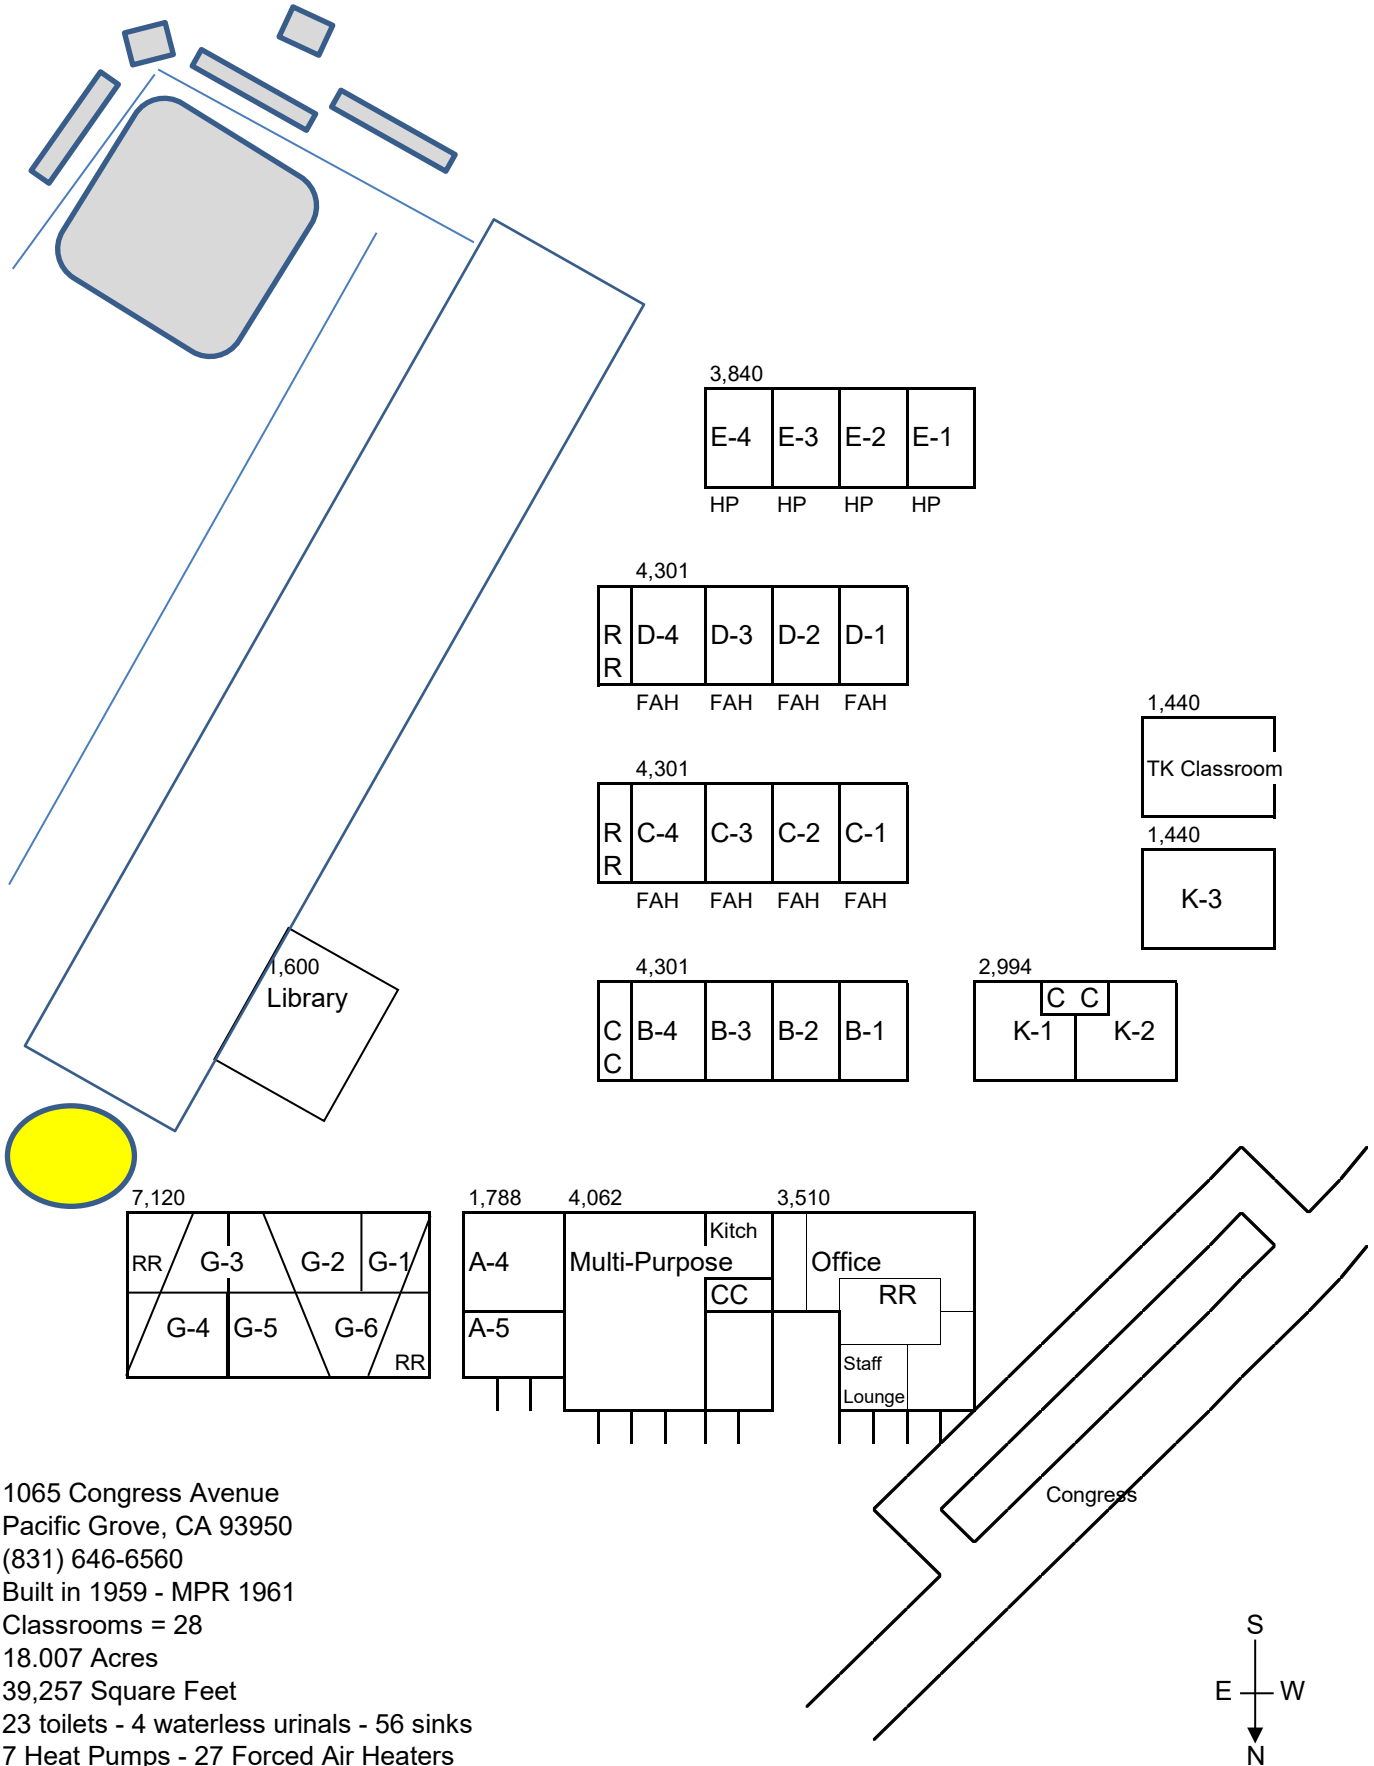 3,840
E-4 E-3 E-2 E-1
HP HP HP HP
4,301
R R D-4 D-3 D-2 D-1
FAH FAH FAH FAH
1,440
TK Classroom
4,301
R R C-4 C-3 C-2 C-1
FAH FAH FAH FAH
1,440
K-3
1,600
Library
4,301
C C B-4 B-3 B-2 B-1
2,994
C C
K-1 K-2
7,120
RR G-3 G-2 G-1
G-4 G-5 G-6 RR
1,788 4,062 3,510
Kitch
A-4 Multi-Purpose Office
CC RR
A-5
Staff
Lounge
Congress
1065 Congress Avenue
Pacific Grove, CA 93950
(831) 646-6560
Built in 1959 - MPR 1961
Classrooms = 28
18.007 Acres
39,257 Square Feet
23 toilets - 4 waterless urinals - 56 sinks
7 Heat Pumps - 27 Forced Air Heaters
S
E W
N